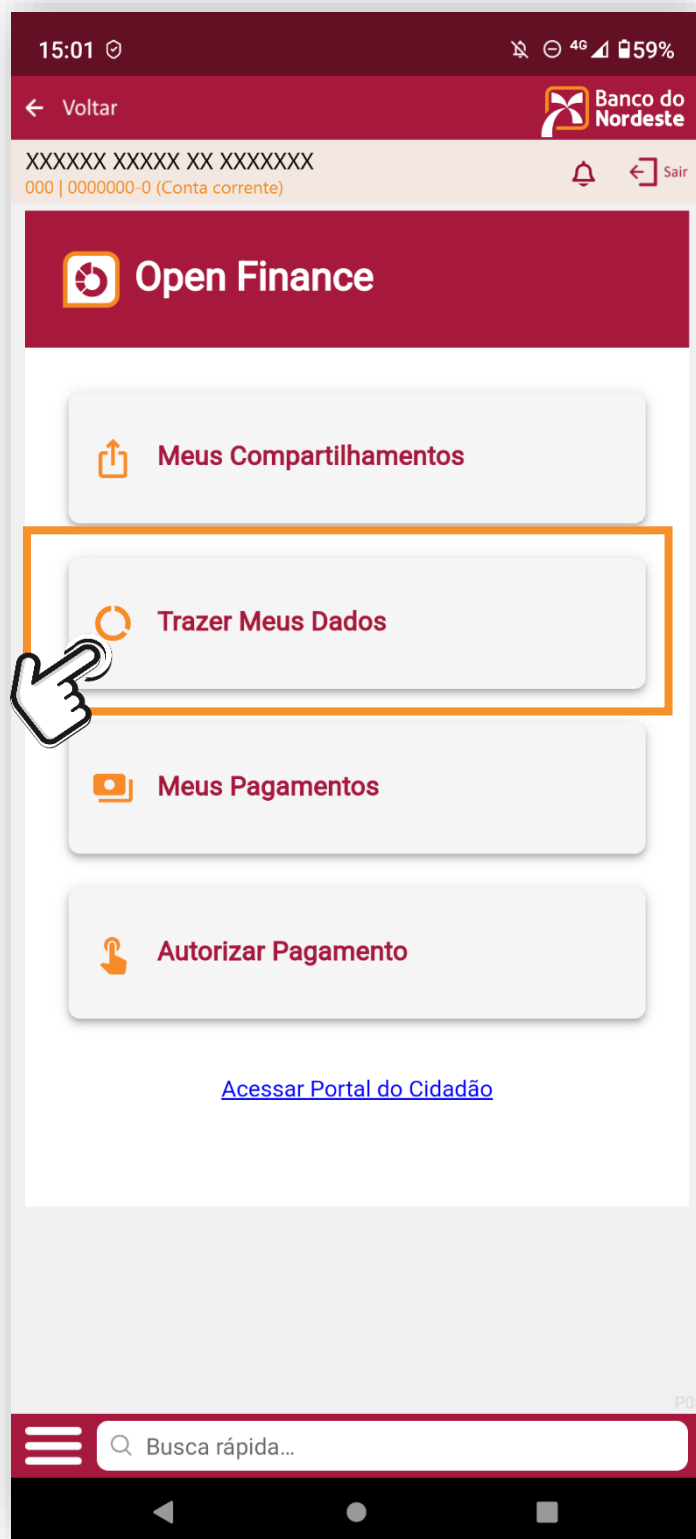 15:01 4G 59%
Voltar
Banco do
Nordeste
XXXXXX XXXXX XX XXXXXXX
000 | 0000000-0 (Conta corrente)
Sair
Open Finance
Meus Compartilhamentos
Trazer Meus Dados
Meus Pagamentos
Autorizar Pagamento
Acessar Portal do Cidadão
Busca rápida...